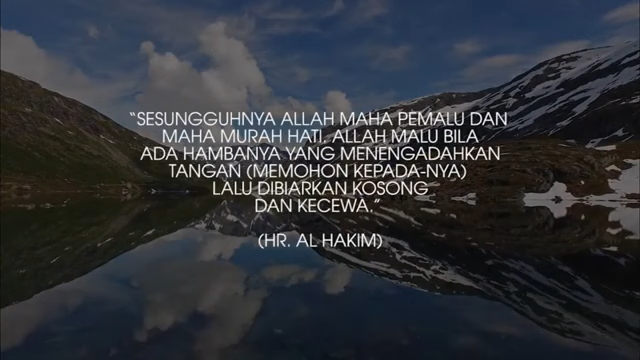 “SESUNGGUHNYA ALLAH MAHA PEMALU DAN
MAHA MURAH HATI. ALLAH MALU BILA
ADA HAMBANYA YANG MENENGADAHKAN
TANGAN (MEMOHON KEPADA-NYA)
LALU DIBIARKAN KOSONG
DAN KECEWA.”
(HR. AL HAKIM)